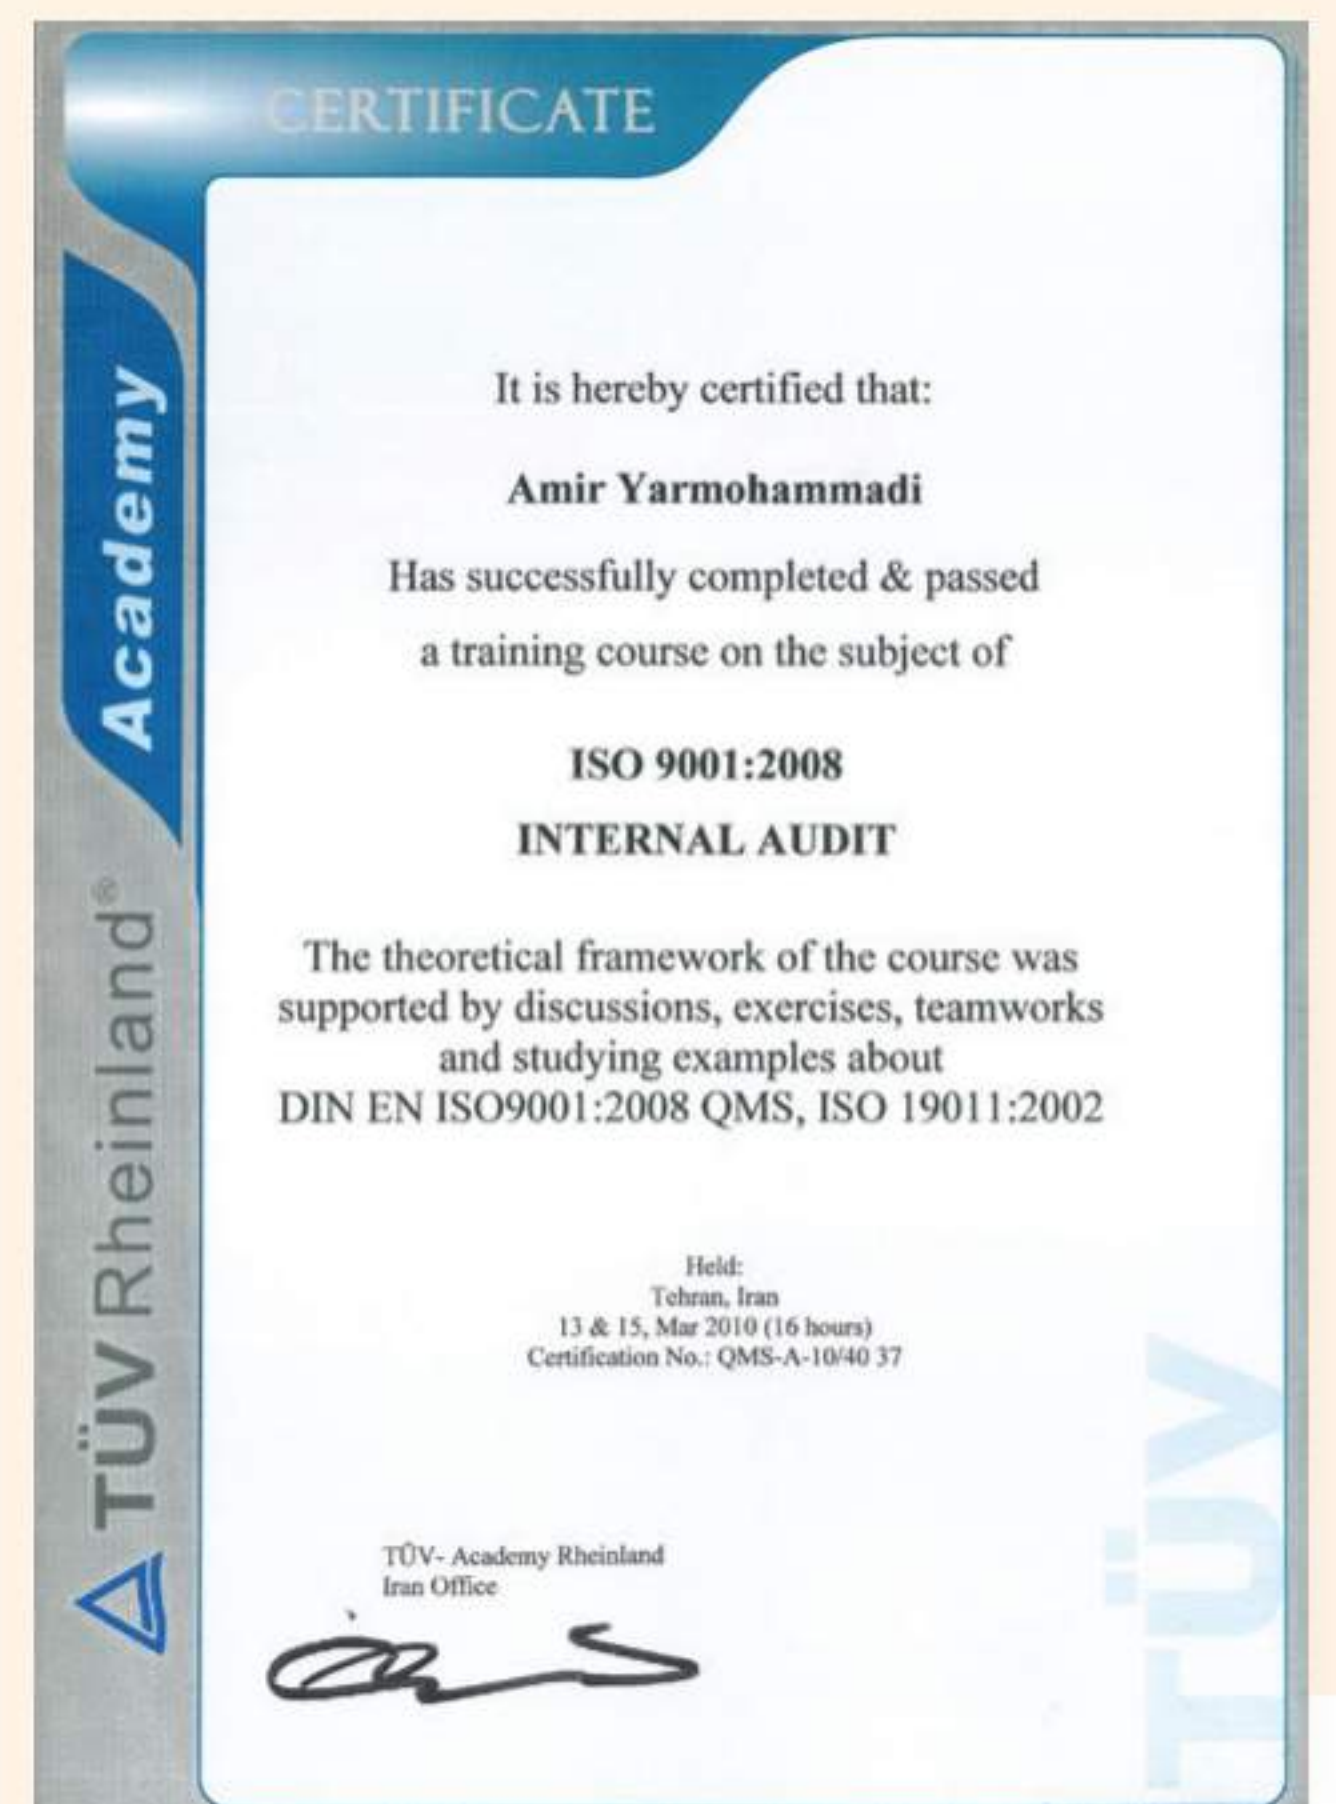 CERTIFICATE
It is hereby certified that:
Amir Yarmohammadi
Has successfully completed & passed
a training course on the subject of
ISO 9001:2008
INTERNAL AUDIT
The theoretical framework of the course was
supported by discussions, exercises, teamworks
and studying examples about
DIN EN ISO9001:2008 QMS, ISO 19011:2002
Held:
Tehran, Iran
13 & 15, Mar 2010 (16 hours)
Certification No.: QMS-A-10/40 37
TÜV- Academy Rheinland
Iran Office
TÜV Rheinland®
Academy
TÜV